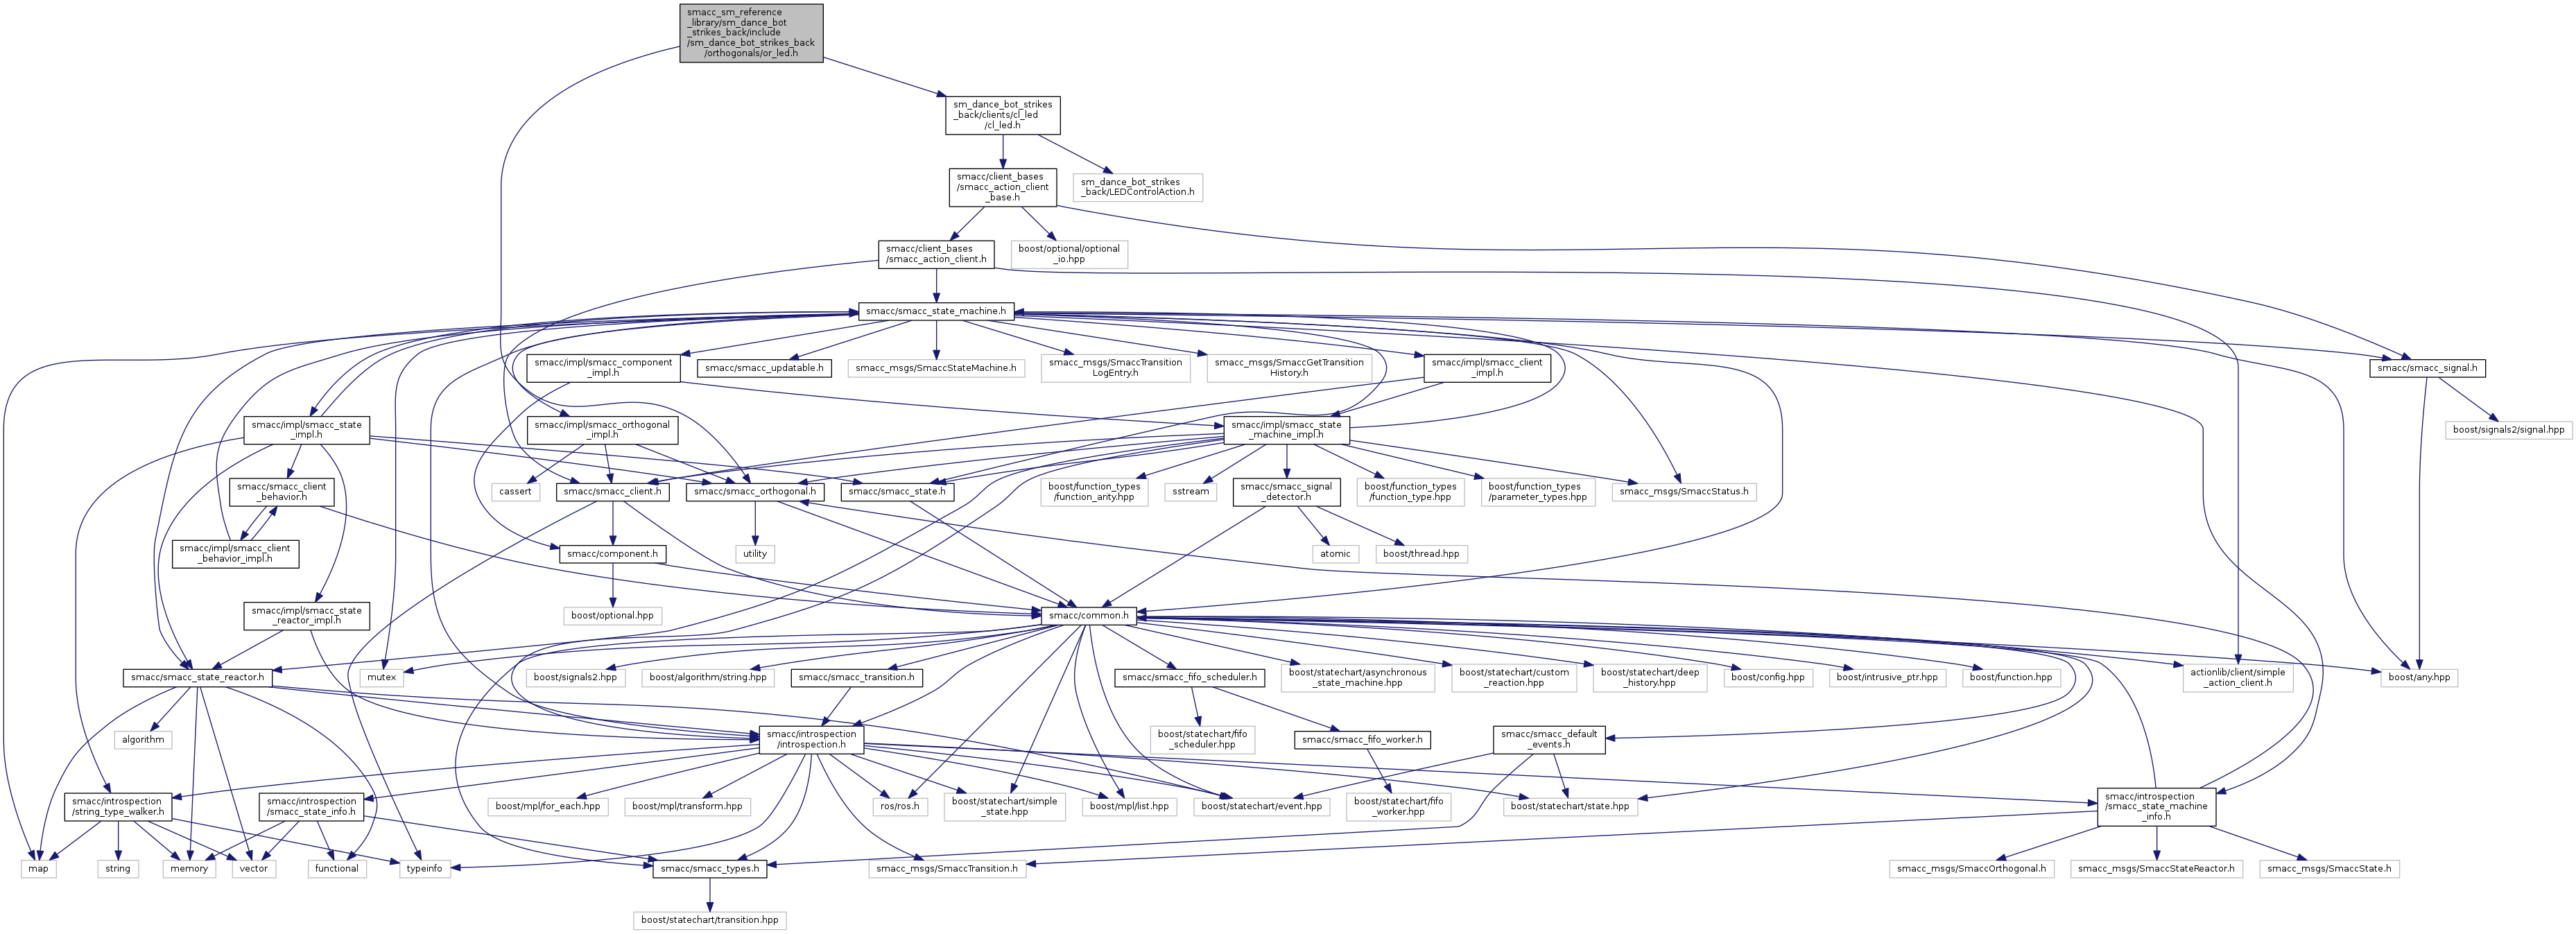 smacc_sm_reference
_library/sm_dance_bot
_strikes_back/include
/sm_dance_bot_strikes_back
/orthogonals/or_led.h
sm_dance_bot_strikes
_back/clients/cl_led
/cl_led.h
smacc/client_bases
/smacc_action_client
_base.h
sm_dance_bot_strikes
_back/LEDControlAction.h
smacc/client_bases
/smacc_action_client.h
boost/optional/optional
_io.hpp
smacc/smacc_state_machine.h
smacc/impl/smacc_component
_impl.h
smacc/smacc_updatable.h
smacc_msgs/SmaccStateMachine.h
smacc_msgs/SmaccTransition
LogEntry.h
smacc_msgs/SmaccGetTransition
History.h
smacc/impl/smacc_client
_impl.h
smacc/smacc_signal.h
smacc/impl/smacc_state
_impl.h
smacc/impl/smacc_orthogonal
_impl.h
smacc/impl/smacc_state
_machine_impl.h
boost/signals2/signal.hpp
smacc/smacc_client
_behavior.h
cassert
smacc/smacc_client.h
smacc/smacc_orthogonal.h
smacc/smacc_state.h
boost/function_types
/function_arity.hpp
sstream
smacc/smacc_signal
_detector.h
boost/function_types
/function_type.hpp
boost/function_types
/parameter_types.hpp
smacc_msgs/SmaccStatus.h
smacc/impl/smacc_client
_behavior_impl.h
smacc/component.h
utility
atomic
boost/thread.hpp
smacc/impl/smacc_state
_reactor_impl.h
boost/optional.hpp
smacc/common.h
smacc/smacc_state_reactor.h
mutex
boost/signals2.hpp
boost/algorithm/string.hpp
smacc/smacc_transition.h
smacc/smacc_fifo_scheduler.h
boost/statechart/asynchronous
_state_machine.hpp
boost/statechart/custom
_reaction.hpp
boost/statechart/deep
_history.hpp
boost/config.hpp
boost/intrusive_ptr.hpp
boost/function.hpp
actionlib/client/simple
_action_client.h
boost/any.hpp
algorithm
smacc/introspection
/introspection.h
boost/statechart/fifo
_scheduler.hpp
smacc/smacc_fifo_worker.h
smacc/smacc_default
_events.h
smacc/introspection
/string_type_walker.h
smacc/introspection
/smacc_state_info.h
boost/mpl/for_each.hpp
boost/mpl/transform.hpp
ros/ros.h
boost/statechart/simple
_state.hpp
boost/mpl/list.hpp
boost/statechart/event.hpp
boost/statechart/fifo
_worker.hpp
boost/statechart/state.hpp
smacc/introspection
/smacc_state_machine
_info.h
map
string
memory
vector
functional
typeinfo
smacc/smacc_types.h
smacc_msgs/SmaccTransition.h
smacc_msgs/SmaccOrthogonal.h
smacc_msgs/SmaccStateReactor.h
smacc_msgs/SmaccState.h
boost/statechart/transition.hpp